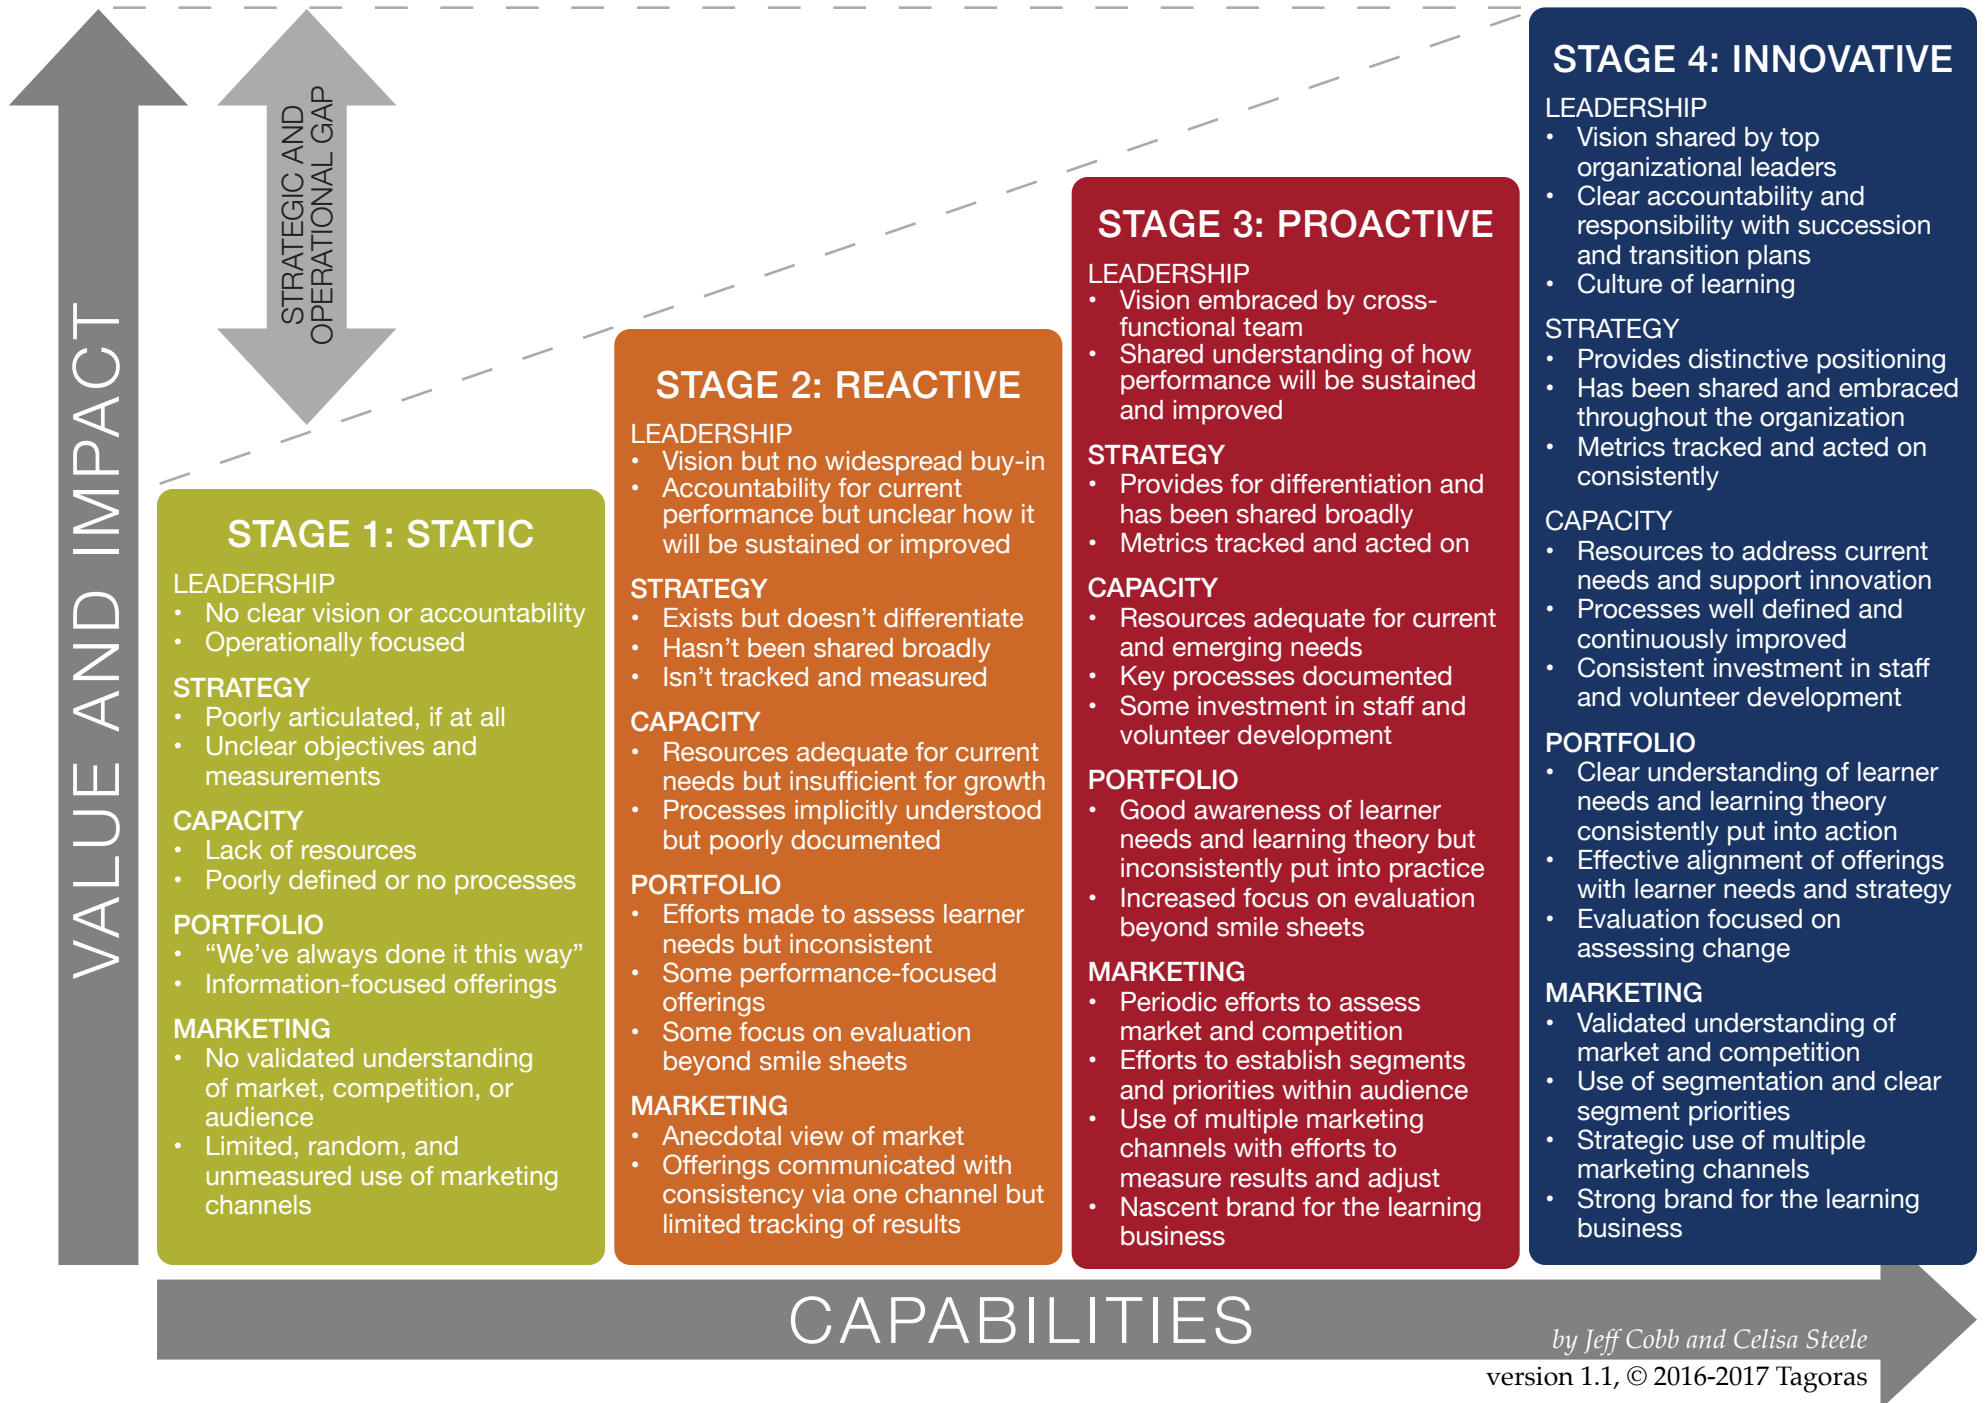 VALUE AND IMPACT
STRATEGIC AND
OPERATIONAL GAP
STAGE 1: STATIC
LEADERSHIP
• No clear vision or accountability
• Operationally focused
STRATEGY
• Poorly articulated, if at all
• Unclear objectives and
measurements
CAPACITY
• Lack of resources
• Poorly defined or no processes
PORTFOLIO
• “We’ve always done it this way”
• Information-focused offerings
MARKETING
• No validated understanding
of market, competition, or
audience
• Limited, random, and
unmeasured use of marketing
channels
STAGE 2: REACTIVE
LEADERSHIP
• Vision but no widespread buy-in
• Accountability for current
performance but unclear how it
will be sustained or improved
STRATEGY
• Exists but doesn’t differentiate
• Hasn’t been shared broadly
• Isn’t tracked and measured
CAPACITY
• Resources adequate for current
needs but insufficient for growth
• Processes implicitly understood
but poorly documented
PORTFOLIO
• Efforts made to assess learner
needs but inconsistent
• Some performance-focused
offerings
• Some focus on evaluation
beyond smile sheets
MARKETING
• Anecdotal view of market
• Offerings communicated with
consistency via one channel but
limited tracking of results
STAGE 3: PROACTIVE
LEADERSHIP
• Vision embraced by cross-
functional team
• Shared understanding of how
performance will be sustained
and improved
STRATEGY
• Provides for differentiation and
has been shared broadly
• Metrics tracked and acted on
CAPACITY
• Resources adequate for current
and emerging needs
• Key processes documented
• Some investment in staff and
volunteer development
PORTFOLIO
• Good awareness of learner
needs and learning theory but
inconsistently put into practice
• Increased focus on evaluation
beyond smile sheets
MARKETING
• Periodic efforts to assess
market and competition
• Efforts to establish segments
and priorities within audience
• Use of multiple marketing
channels with efforts to
measure results and adjust
• Nascent brand for the learning
business
STAGE 4: INNOVATIVE
LEADERSHIP
• Vision shared by top
organizational leaders
• Clear accountability and
responsibility with succession
and transition plans
• Culture of learning
STRATEGY
• Provides distinctive positioning
• Has been shared and embraced
throughout the organization
• Metrics tracked and acted on
consistently
CAPACITY
• Resources to address current
needs and support innovation
• Processes well defined and
continuously improved
• Consistent investment in staff
and volunteer development
PORTFOLIO
• Clear understanding of learner
needs and learning theory
consistently put into action
• Effective alignment of offerings
with learner needs and strategy
• Evaluation focused on
assessing change
MARKETING
• Validated understanding of
market and competition
• Use of segmentation and clear
segment priorities
• Strategic use of multiple
marketing channels
• Strong brand for the learning
business
CAPABILITIES
by Jeff Cobb and Celisa Steele
version 1.1, © 2016-2017 Tagoras